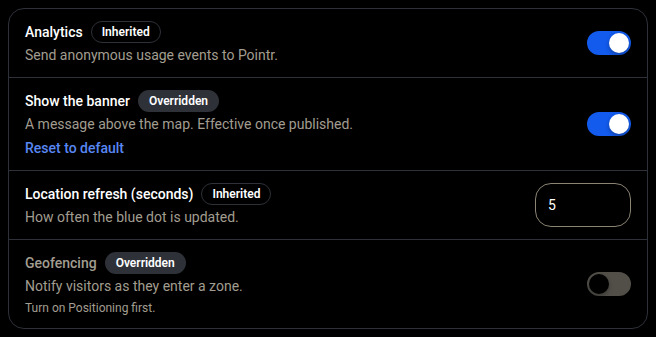 Analytics Inherited
Send anonymous usage events to Pointr.
Show the banner Overridden
A message above the map. Effective once published.
Reset to default
Location refresh (seconds) Inherited
How often the blue dot is updated.
5
Geofencing Overridden
Notify visitors as they enter a zone.
Turn on Positioning first.